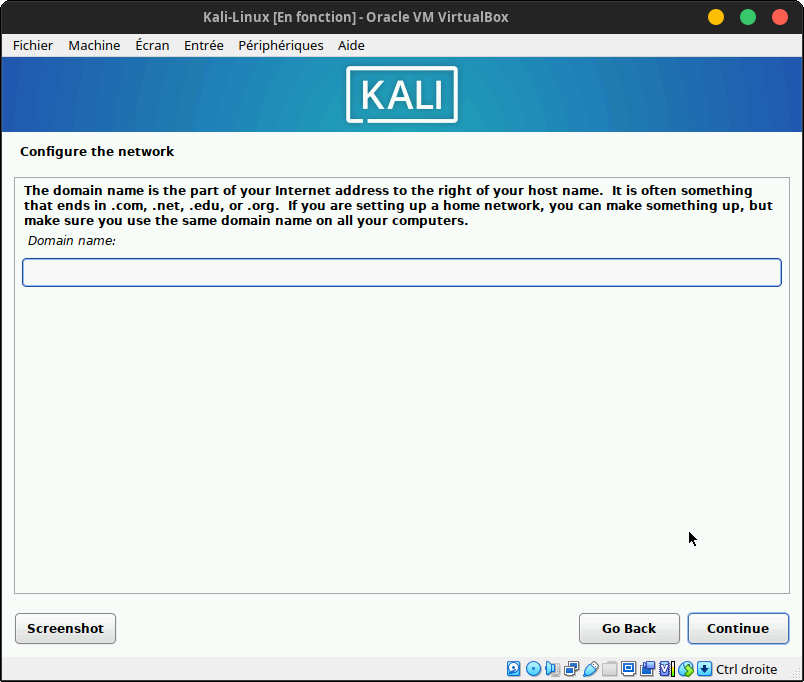 Kali-Linux [En fonction] - Oracle VM VirtualBox
Fichier Machine Écran Entrée Périphériques Aide
KALI
Configure the network
The domain name is the part of your Internet address to the right of your host name.  It is often something
that ends in .com, .net, .edu, or .org.  If you are setting up a home network, you can make something up, but
make sure you use the same domain name on all your computers.
Domain name:
Screenshot Go Back Continue
Ctrl droite